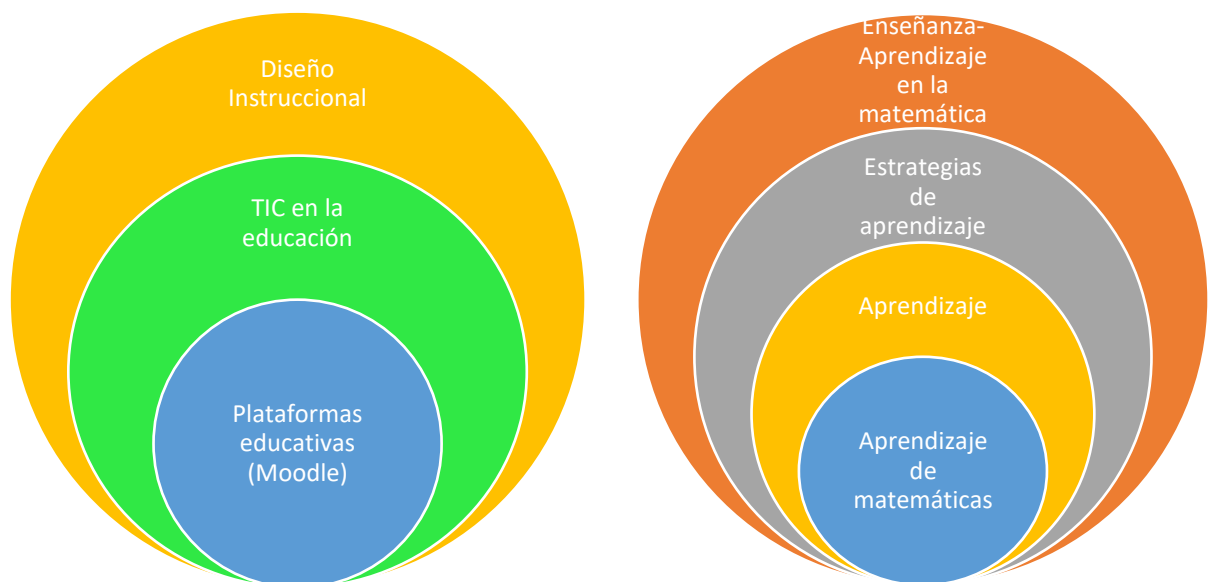 Diseño
Instruccional
TIC en la
educación
Plataformas
educativas
(Moodle)
Enseñanza-
Aprendizaje
en la
matemática
Estrategias
de
aprendizaje
Aprendizaje
Aprendizaje
de
matemáticas